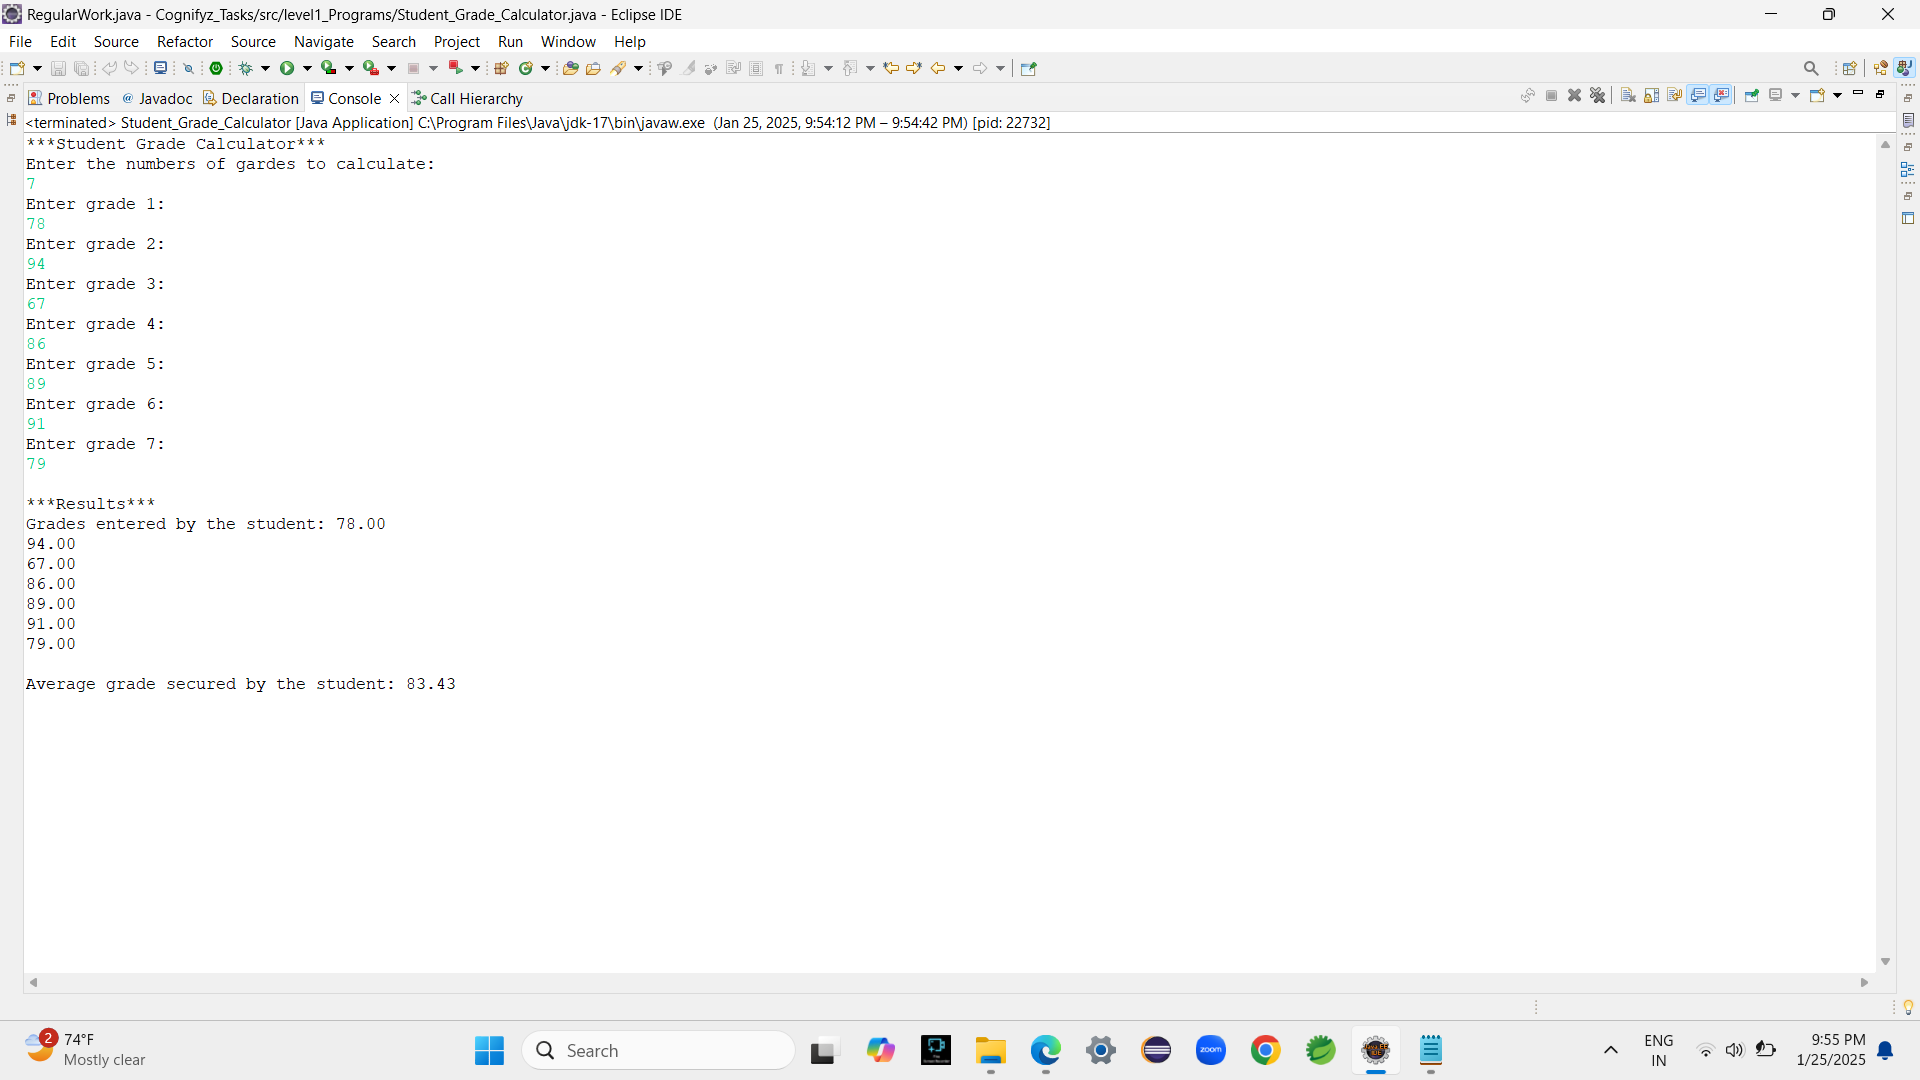 RegularWork.java - Cognifyz_Tasks/src/level1_Programs/Student_Grade_Calculator.java - Eclipse IDE
File Edit Source Refactor Source Navigate Search Project Run Window Help
Problems @ Javadoc Declaration Console Call Hierarchy
<terminated> Student_Grade_Calculator [Java Application] C:\Program Files\Java\jdk-17\bin\javaw.exe (Jan 25, 2025, 9:54:12 PM – 9:54:42 PM) [pid: 22732]
***Student Grade Calculator***
Enter the numbers of gardes to calculate:
7
Enter grade 1:
78
Enter grade 2:
94
Enter grade 3:
67
Enter grade 4:
86
Enter grade 5:
89
Enter grade 6:
91
Enter grade 7:
79
***Results***
Grades entered by the student: 78.00
94.00
67.00
86.00
89.00
91.00
79.00
Average grade secured by the student: 83.43
2
74°F
Mostly clear
Search
zoom
ENG
IN
9:55 PM
1/25/2025